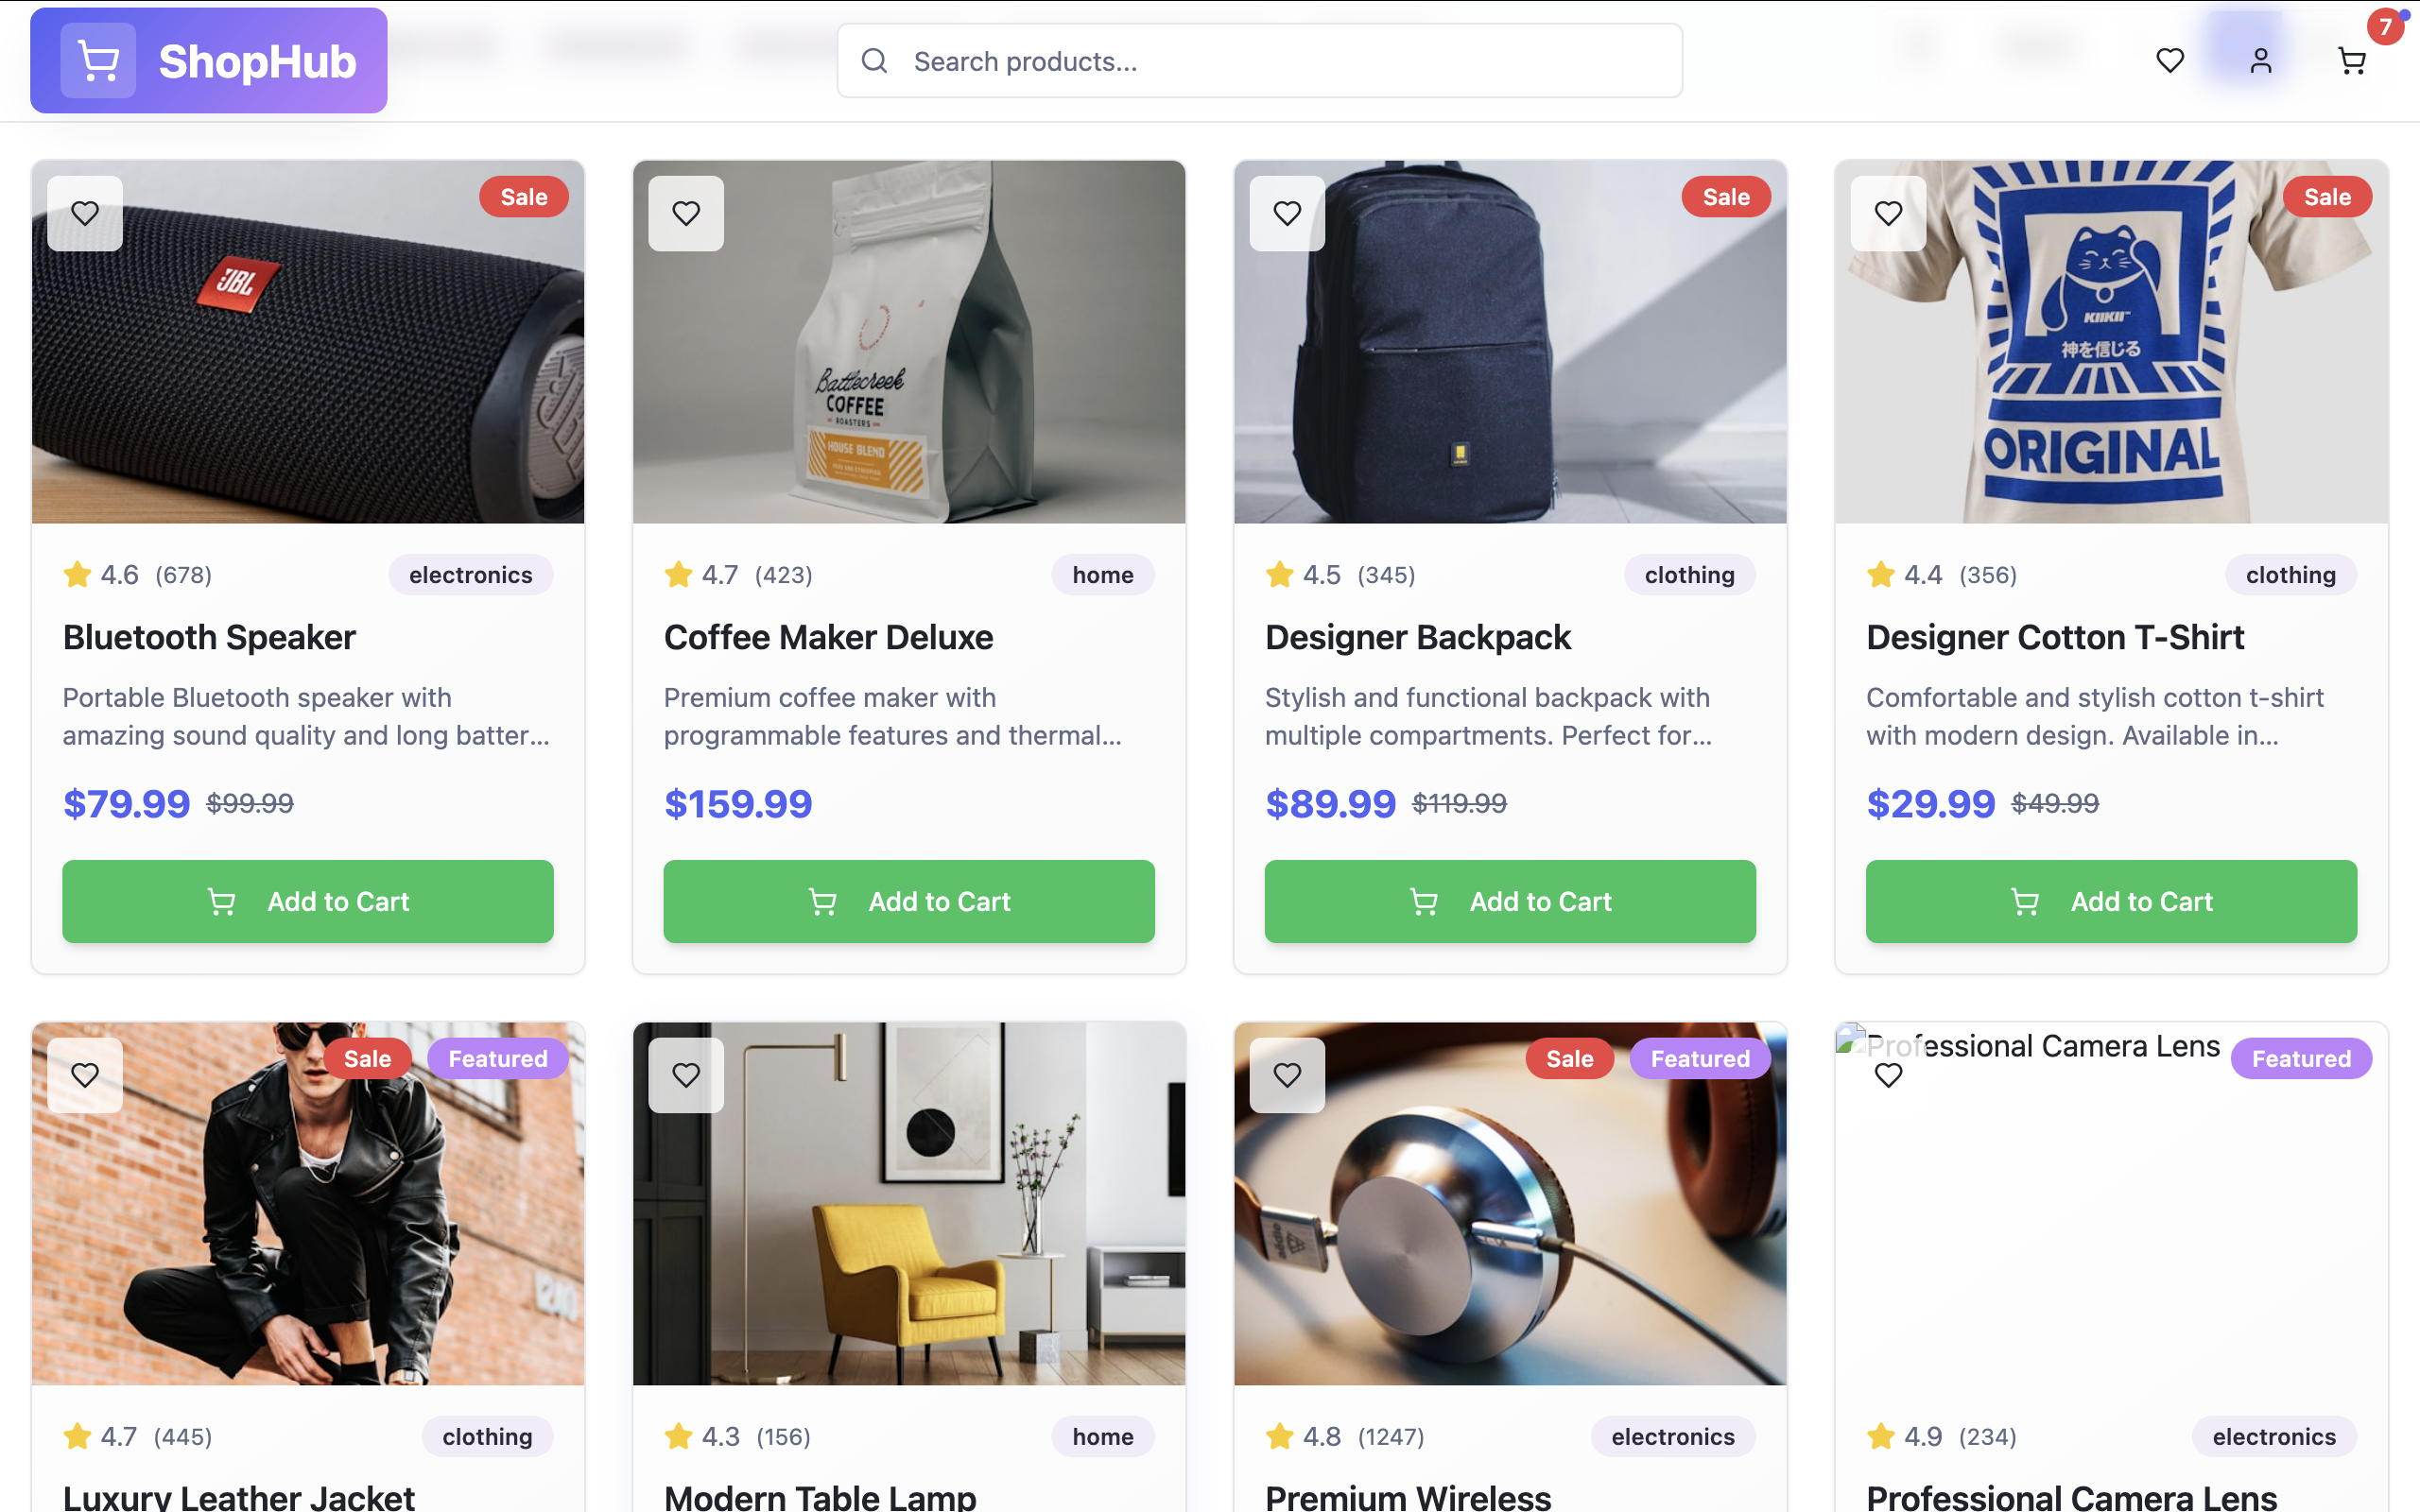 ShopHub
Search products...
7
Sale
JBL
Battlecreek
COFFEE
ROASTERS
HOUSE BLEND
Sale
Sale
KIIKII™
神を信じる
ORIGINAL
4.6 (678) electronics
Bluetooth Speaker
Portable Bluetooth speaker with
amazing sound quality and long batter...
$79.99 $99.99
Add to Cart
4.7 (423) home
Coffee Maker Deluxe
Premium coffee maker with
programmable features and thermal...
$159.99
Add to Cart
4.5 (345) clothing
Designer Backpack
Stylish and functional backpack with
multiple compartments. Perfect for...
$89.99 $119.99
Add to Cart
4.4 (356) clothing
Designer Cotton T-Shirt
Comfortable and stylish cotton t-shirt
with modern design. Available in...
$29.99 $49.99
Add to Cart
Sale Featured
4.7 (445) clothing
Luxury Leather Jacket
4.3 (156) home
Modern Table Lamp
Sale Featured
4.8 (1247) electronics
Premium Wireless
Professional Camera Lens Featured
4.9 (234) electronics
Professional Camera Lens